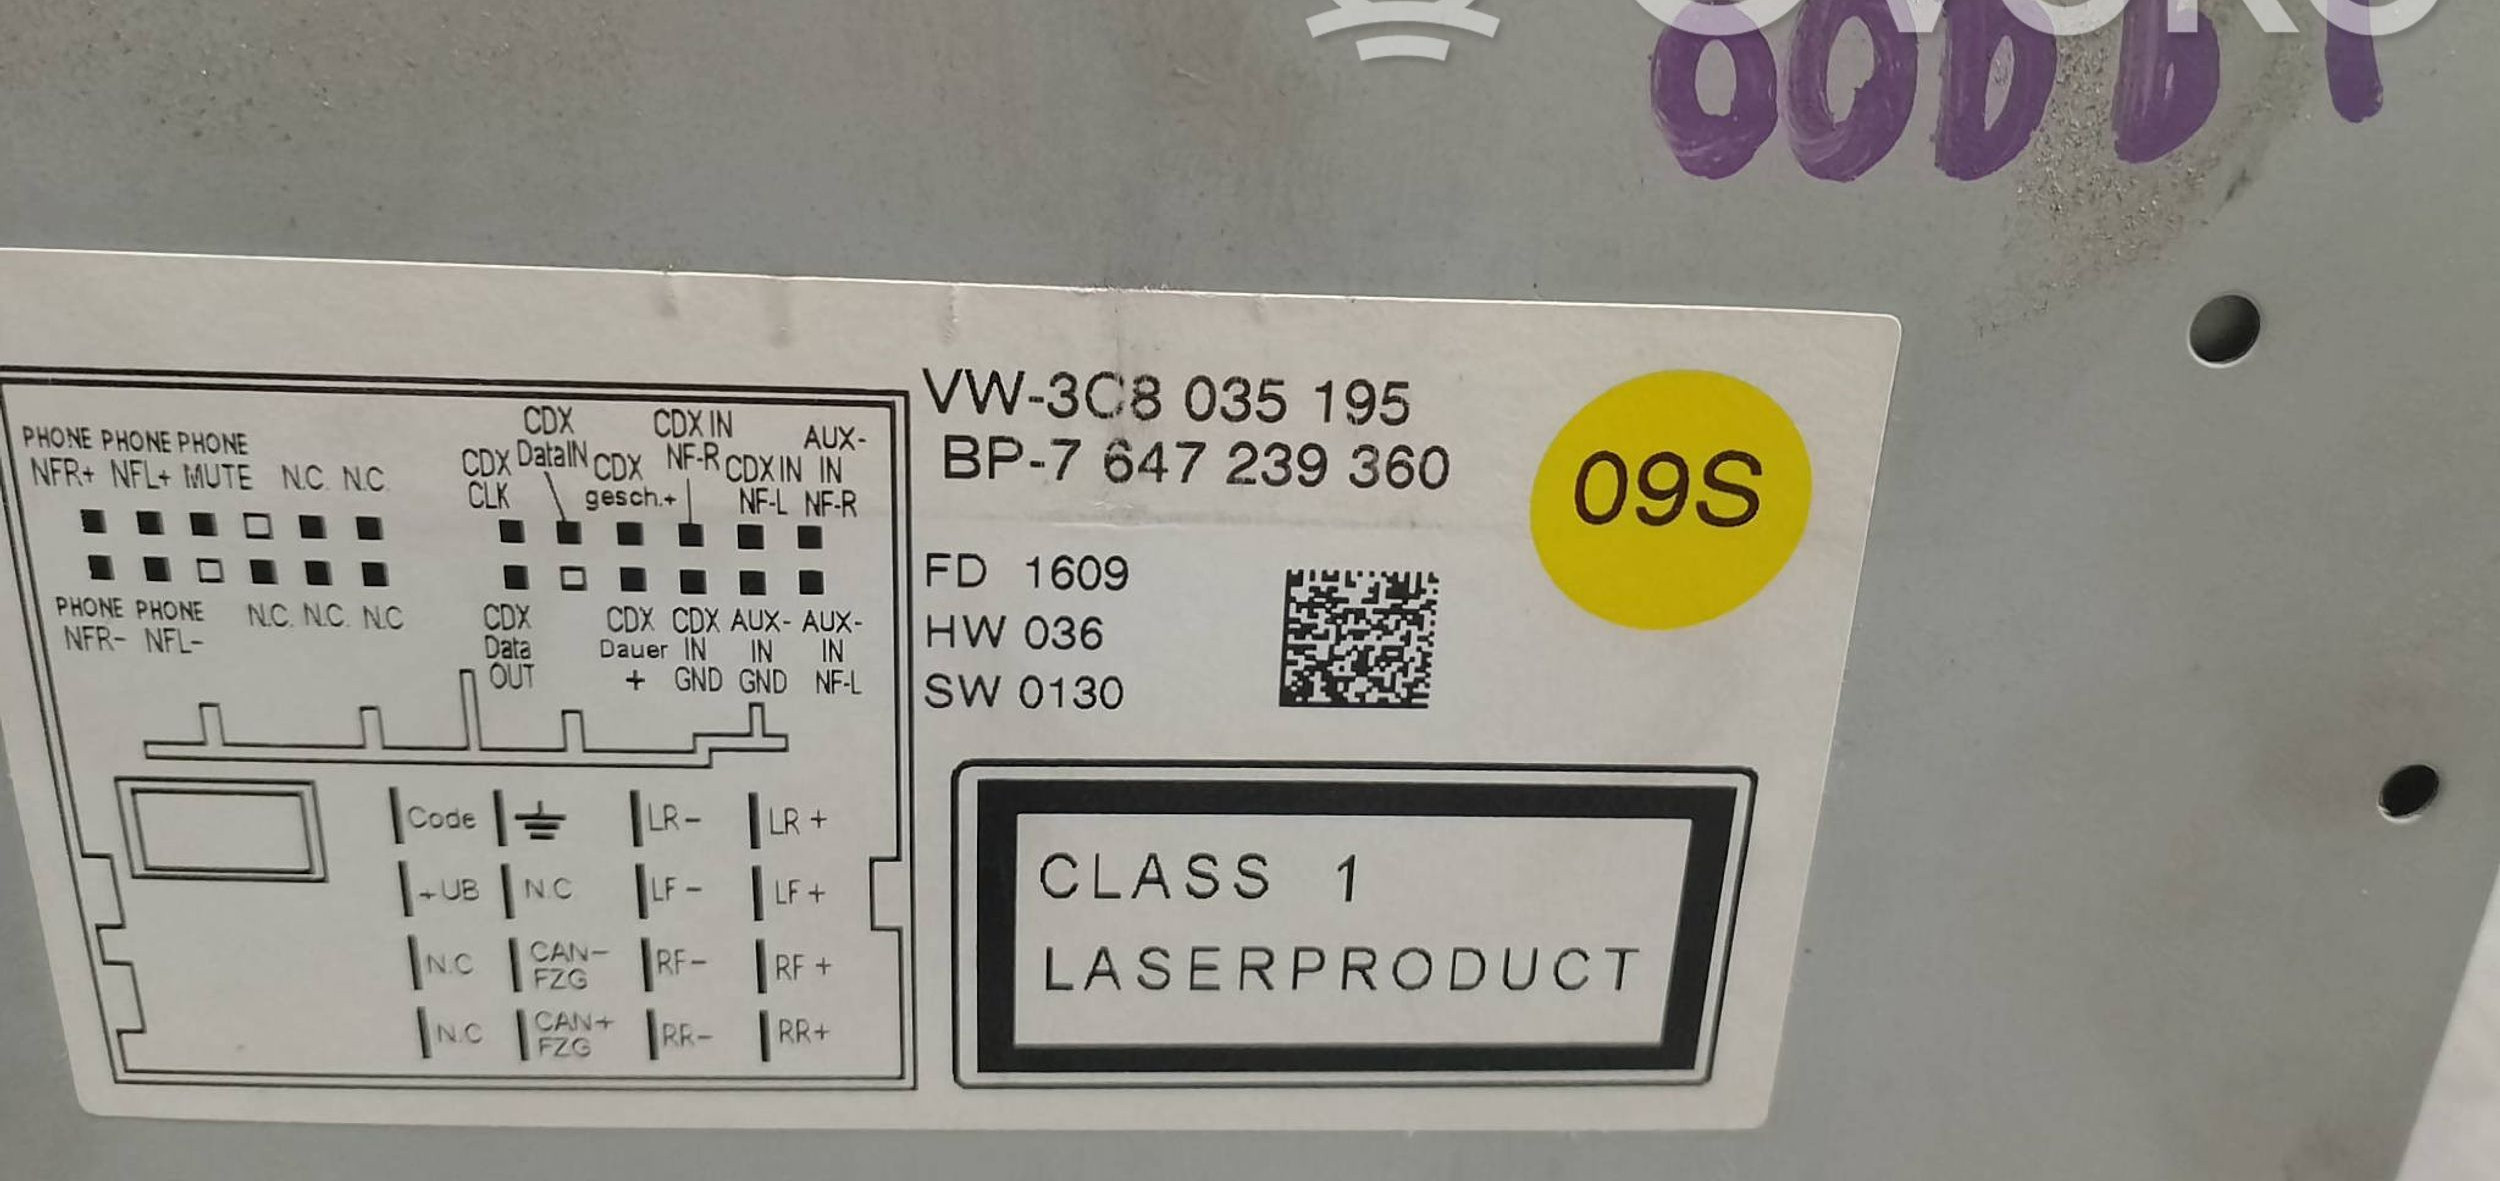 VW-3C8 035 195
BP-7 647 239 360
09S
FD 1609
HW 036
SW 0130
CLASS 1
LASERPRODUCT
PHONE PHONE PHONE
NFR+ NFL+ MUTE N.C. N.C.
PHONE PHONE N.C. N.C. N.C
NFR- NFL-
CDX
CLK
CDX
DataIN
CDX
gesch.+
CDX IN
NF-R
CDX IN
NF-L
AUX-
IN
NF-R
CDX
Data
OUT
CDX
Dauer
+
CDX
IN
GND
AUX-
IN
GND
AUX-
IN
NF-L
Code LR- LR+
+UB N.C LF- LF+
N.C CAN-
FZG RF- RF+
N.C CAN+
FZG RR- RR+